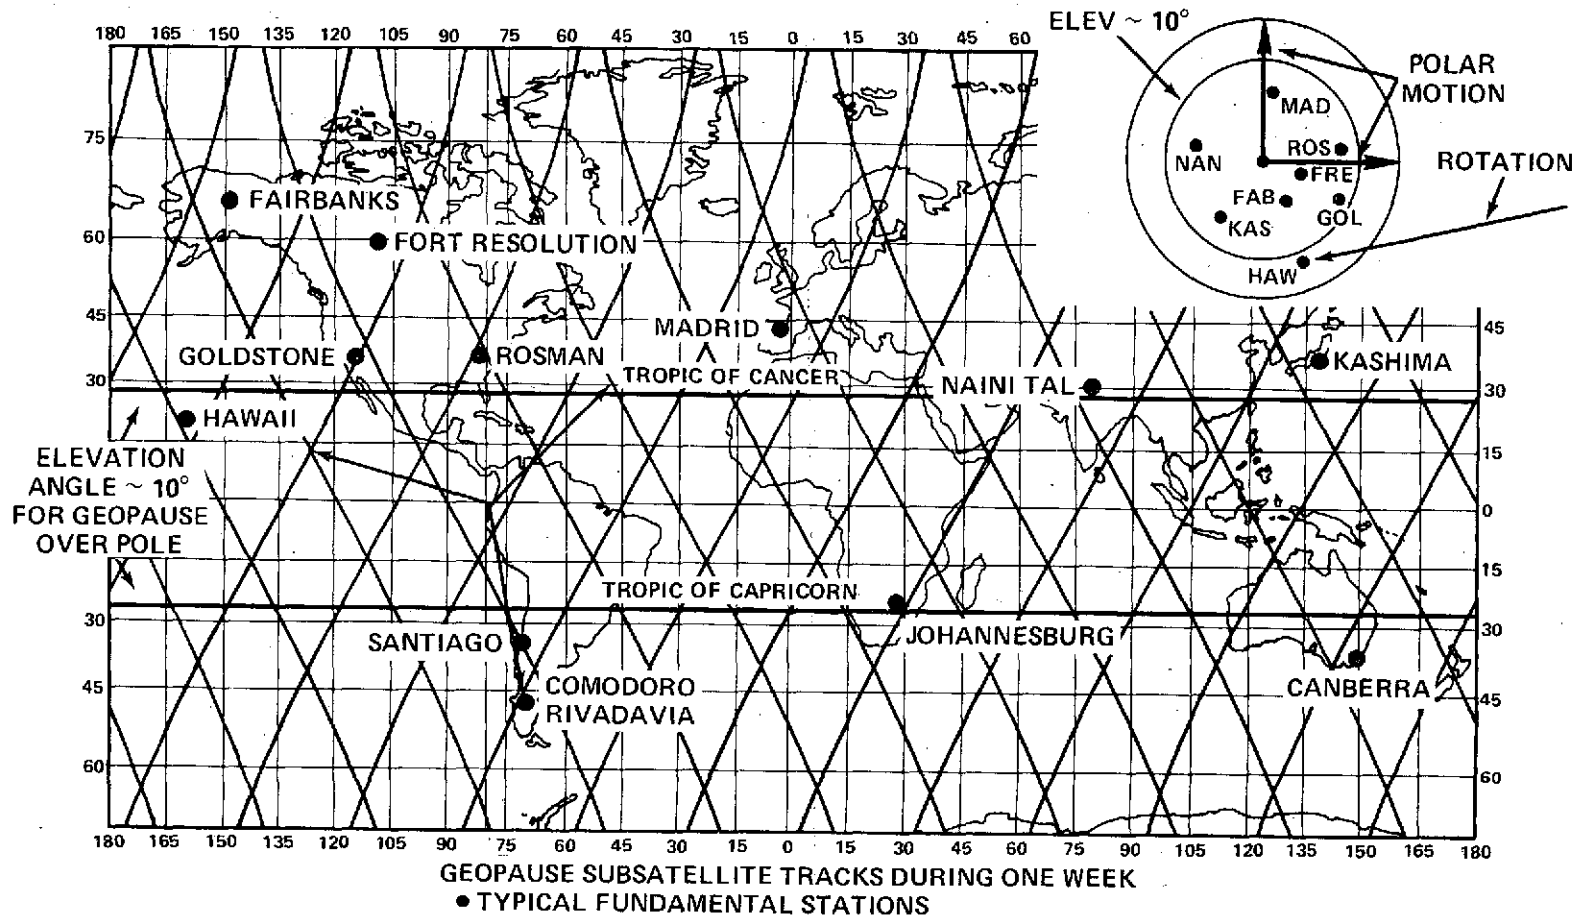 180 165 150 135 120 105 90 75 60 45 30 15 0 15 30 45 60
ELEV ~ 10°
POLAR
MOTION
MAD
ROS
NAN
FRE
ROTATION
FAB
GOL
KAS
HAW
75
60
45
30
FAIRBANKS
FORT RESOLUTION
MADRID
GOLDSTONE
ROSMAN
TROPIC OF CANCER
NAINI TAL
KASHIMA
45
30
15
0
15
30
45
60
HAWAII
ELEVATION
ANGLE ~ 10°
FOR GEOPAUSE
OVER POLE
TROPIC OF CAPRICORN
30
SANTIAGO
JOHANNESBURG
45
COMODORO
RIVADAVIA
CANBERRA
60
180 165 150 135 120 105 90 75 60 45 30 15 0 15 30 45 60 75 90 105 120 135 150 165 180
GEOPAUSE SUBSATELLITE TRACKS DURING ONE WEEK
● TYPICAL FUNDAMENTAL STATIONS